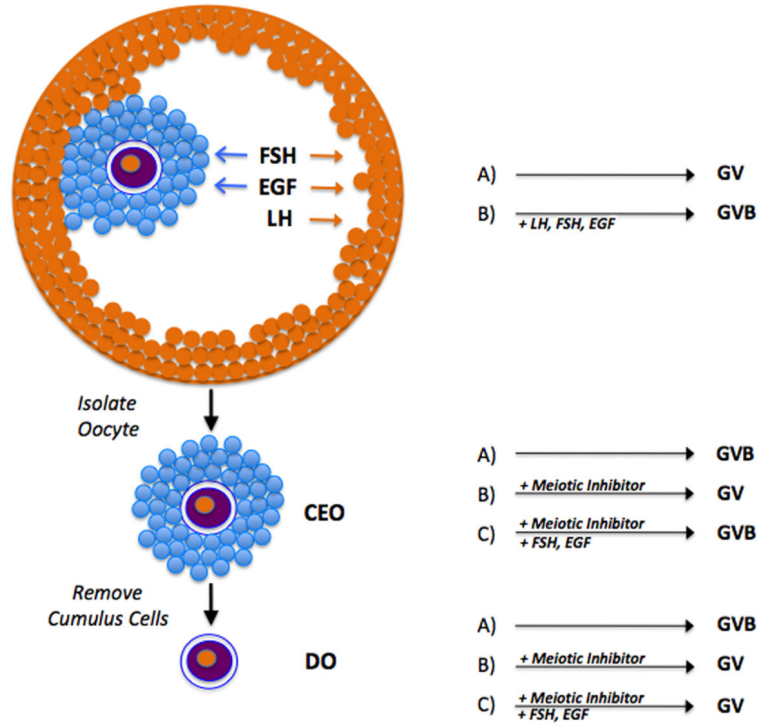 FSH
EGF
LH
A) GV
B) GVB
+ LH, FSH, EGF
Isolate
Oocyte
CEO
A) GVB
B) + Meiotic Inhibitor GV
C) + Meiotic Inhibitor GVB
+ FSH, EGF
Remove
Cumulus Cells
DO
A) GVB
B) + Meiotic Inhibitor GV
C) + Meiotic Inhibitor GV
+ FSH, EGF